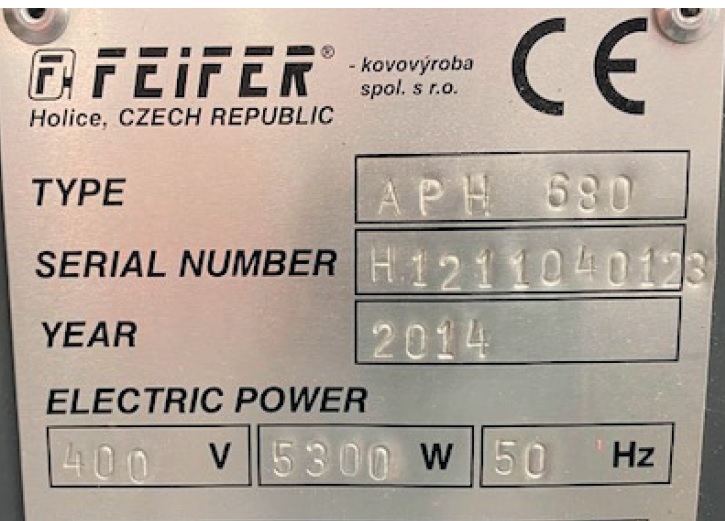 FEiFER® - kovovýroba
spol. s r.o.
Holice, CZECH REPUBLIC
CE
TYPE APH 680
SERIAL NUMBER H1211040123
YEAR 2014
ELECTRIC POWER
400 V 5300 W 50 Hz